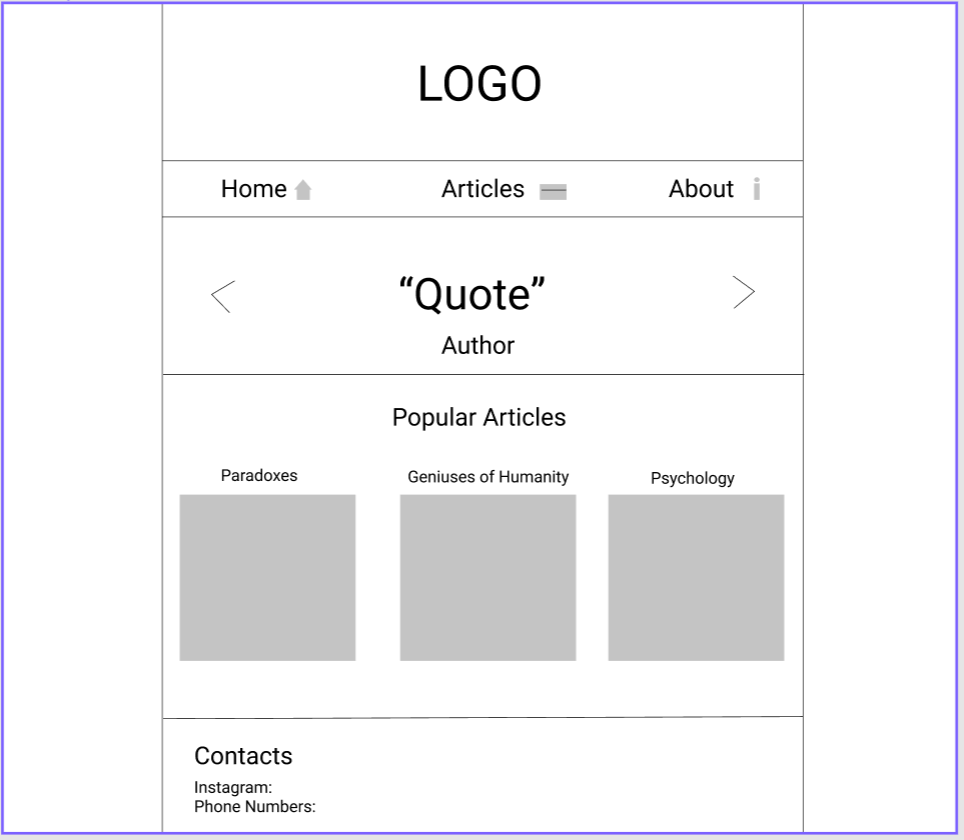 LOGO
Home Articles About
“Quote”
Author
Popular Articles
Paradoxes Geniuses of Humanity Psychology
Contacts
Instagram:
Phone Numbers: